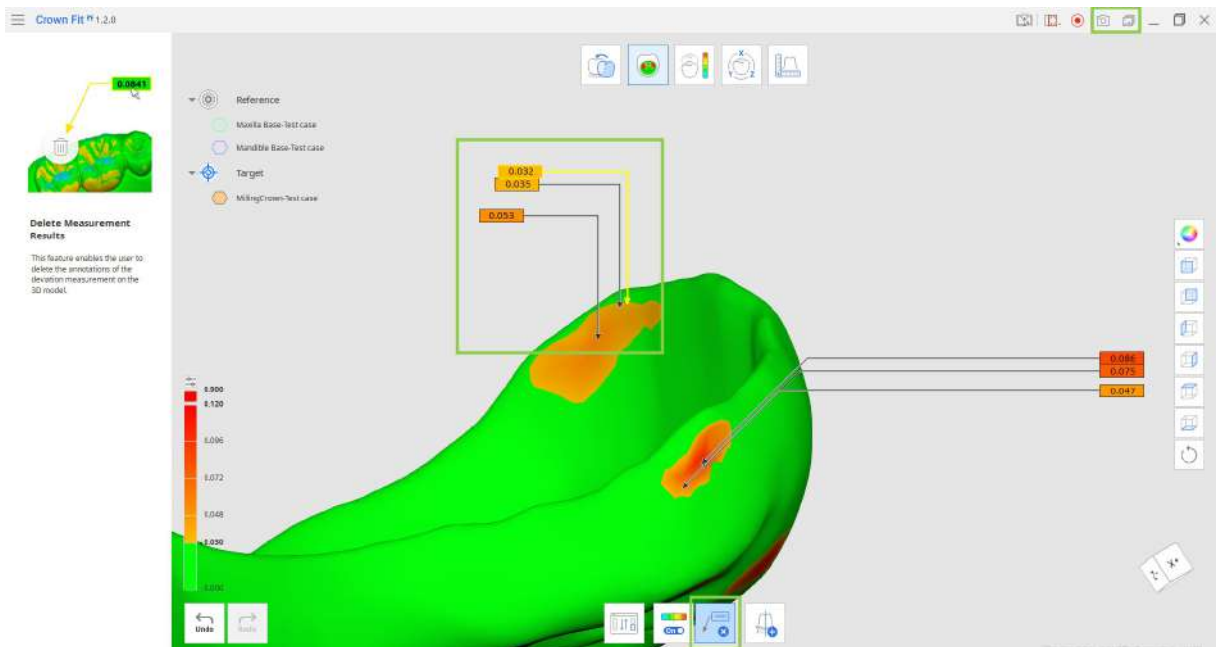 Crown Fit 1.2.0
0.0841
Delete Measurement
Results
This feature enables the user to
delete the annotations of the
deviation measurement on the
3D model.
Reference
Maxilla Base-Test case
Mandible Base-Test case
Target
MillingCrown-Test case
0.032
0.035
0.053
0.086
0.075
0.047
0.900
0.120
0.096
0.072
0.048
0.030
0.000
Undo
Redo
On